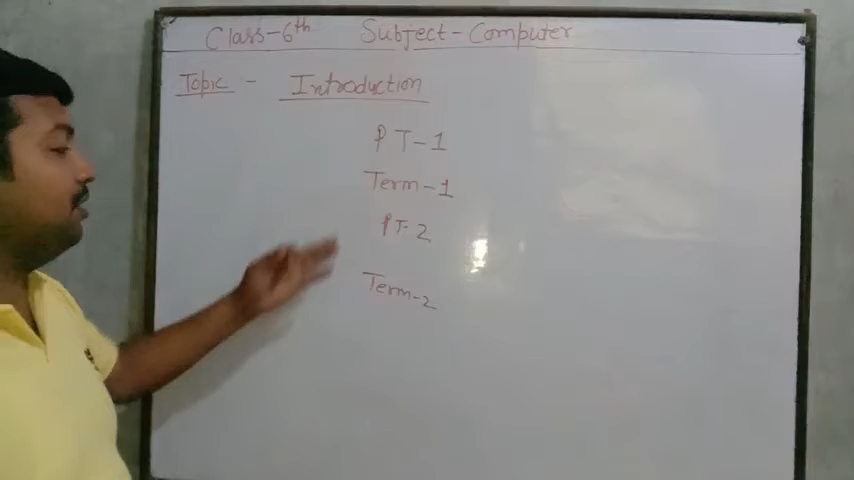 Class-6th Subject-Computer
Topic - Introduction
PT-1
Term-1
PT-2
Term-2